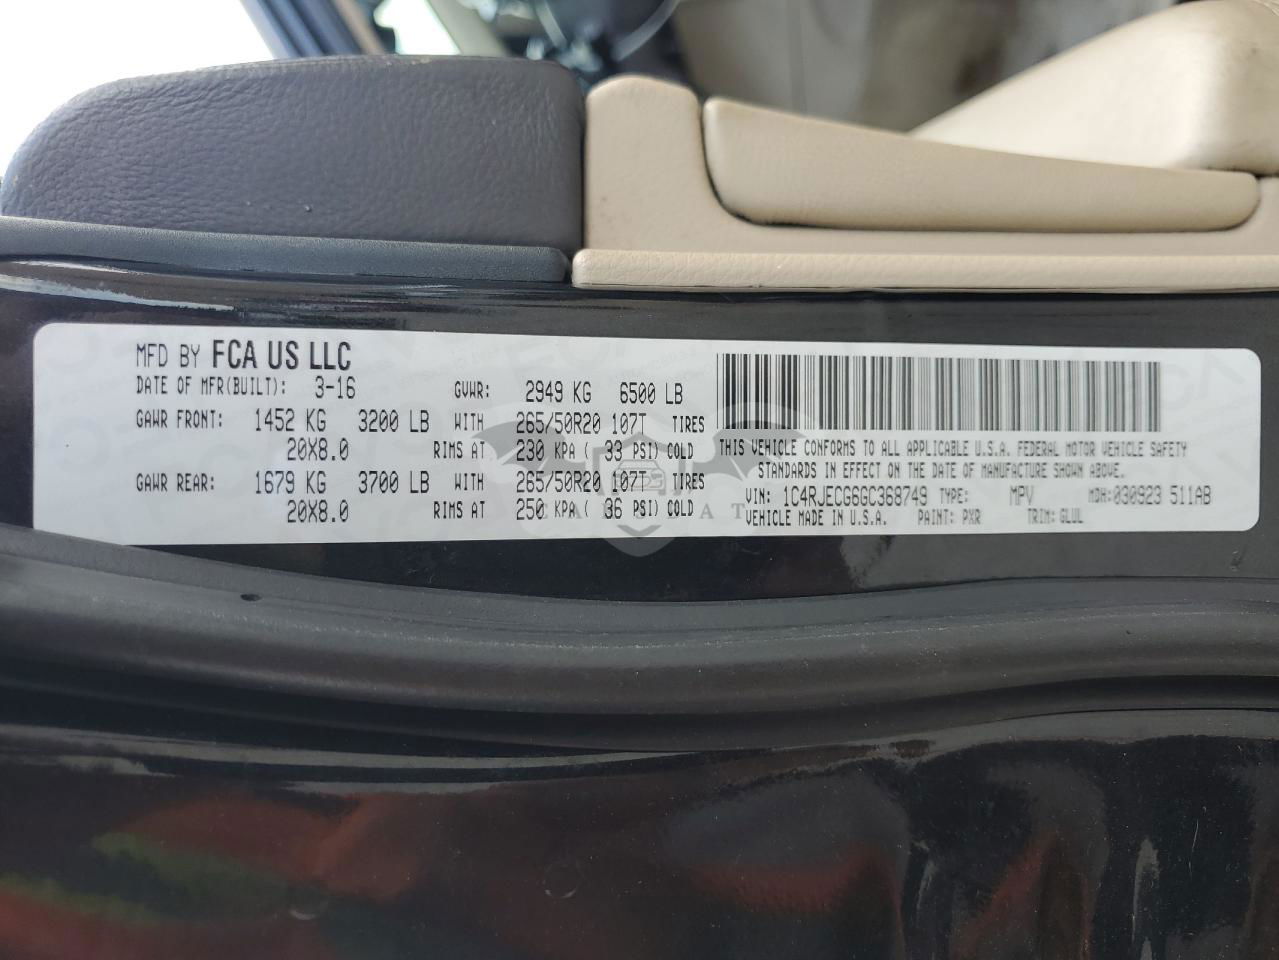 MFD BY FCA US LLC
DATE OF MFR(BUILT): 3-16 GVWR: 2949 KG 6500 LB
GAWR FRONT: 1452 KG 3200 LB WITH 265/50R20 107T TIRES
20X8.0 RIMS AT 230 KPA ( 33 PSI) COLD
GAWR REAR: 1679 KG 3700 LB WITH 265/50R20 107T TIRES
20X8.0 RIMS AT 250 KPA ( 36 PSI) COLD
THIS VEHICLE CONFORMS TO ALL APPLICABLE U.S.A. FEDERAL MOTOR VEHICLE SAFETY
STANDARDS IN EFFECT ON THE DATE OF MANUFACTURE SHOWN ABOVE.
VIN: 1C4RJECG6GC368749 TYPE: MPV MDH:030923 511AB
VEHICLE MADE IN U.S.A. PAINT: PXR TRIM: GLUL